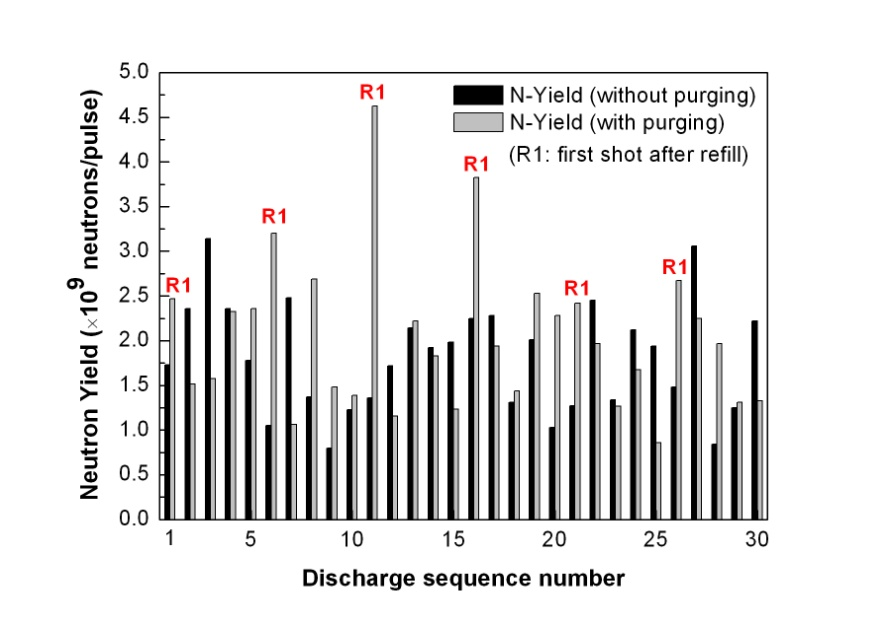 5.0
4.5
4.0
3.5
3.0
2.5
2.0
1.5
1.0
0.5
0.0
Neutron Yield (×10⁹ neutrons/pulse)
N-Yield (without purging)
N-Yield (with purging)
(R1: first shot after refill)
R1
R1
R1
R1
R1
R1
1 5 10 15 20 25 30
Discharge sequence number